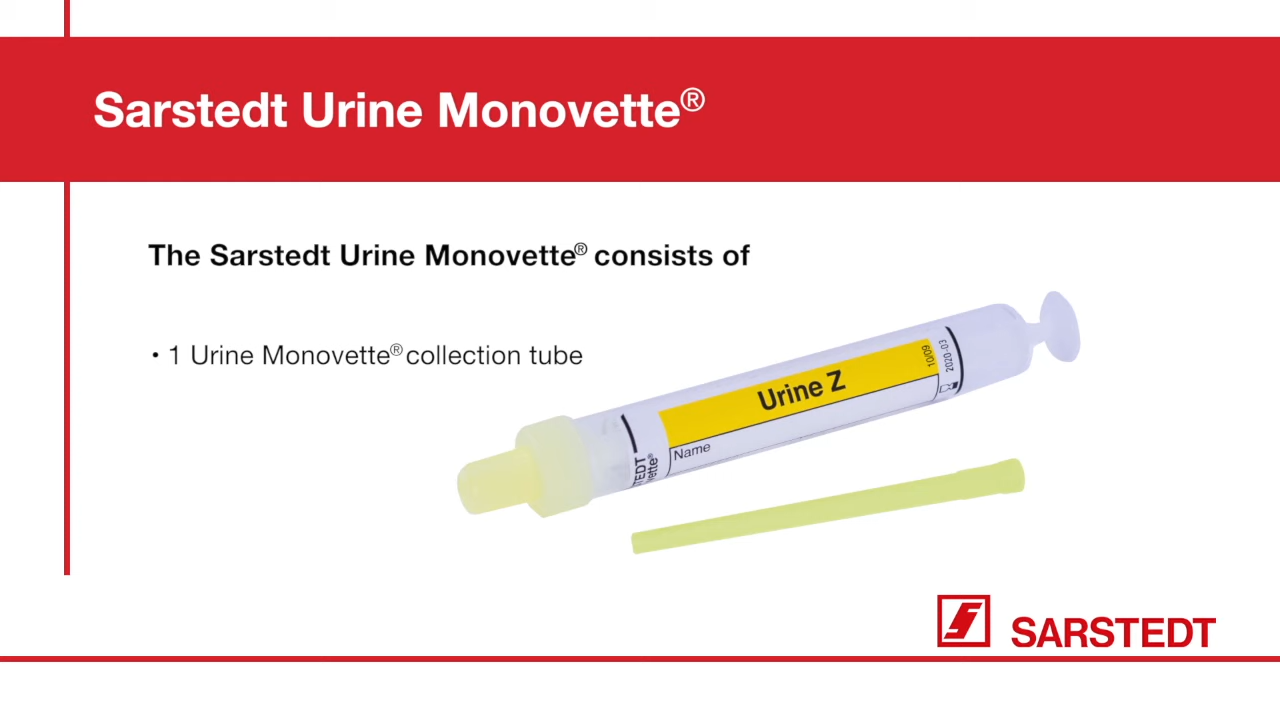 Sarstedt Urine Monovette®
The Sarstedt Urine Monovette® consists of
• 1 Urine Monovette® collection tube
Urine Z
10/09
2020-03
Name
SARSTEDT